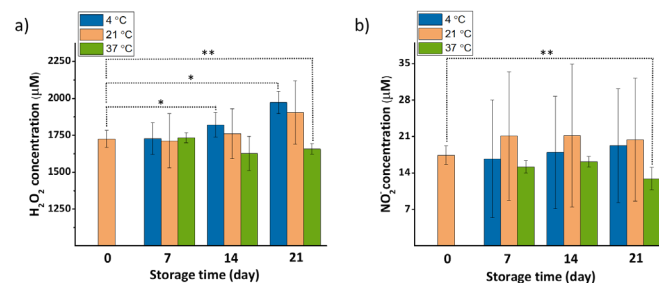 a)
4 °C
21 °C
37 °C
**
*
*
H₂O₂ concentration (µM)
2250
2000
1750
1500
1250
0
7
14
21
Storage time (day)
b)
4 °C
21 °C
37 °C
**
NO₂⁻ concentration (µM)
35
28
21
14
7
0
7
14
21
Storage time (day)